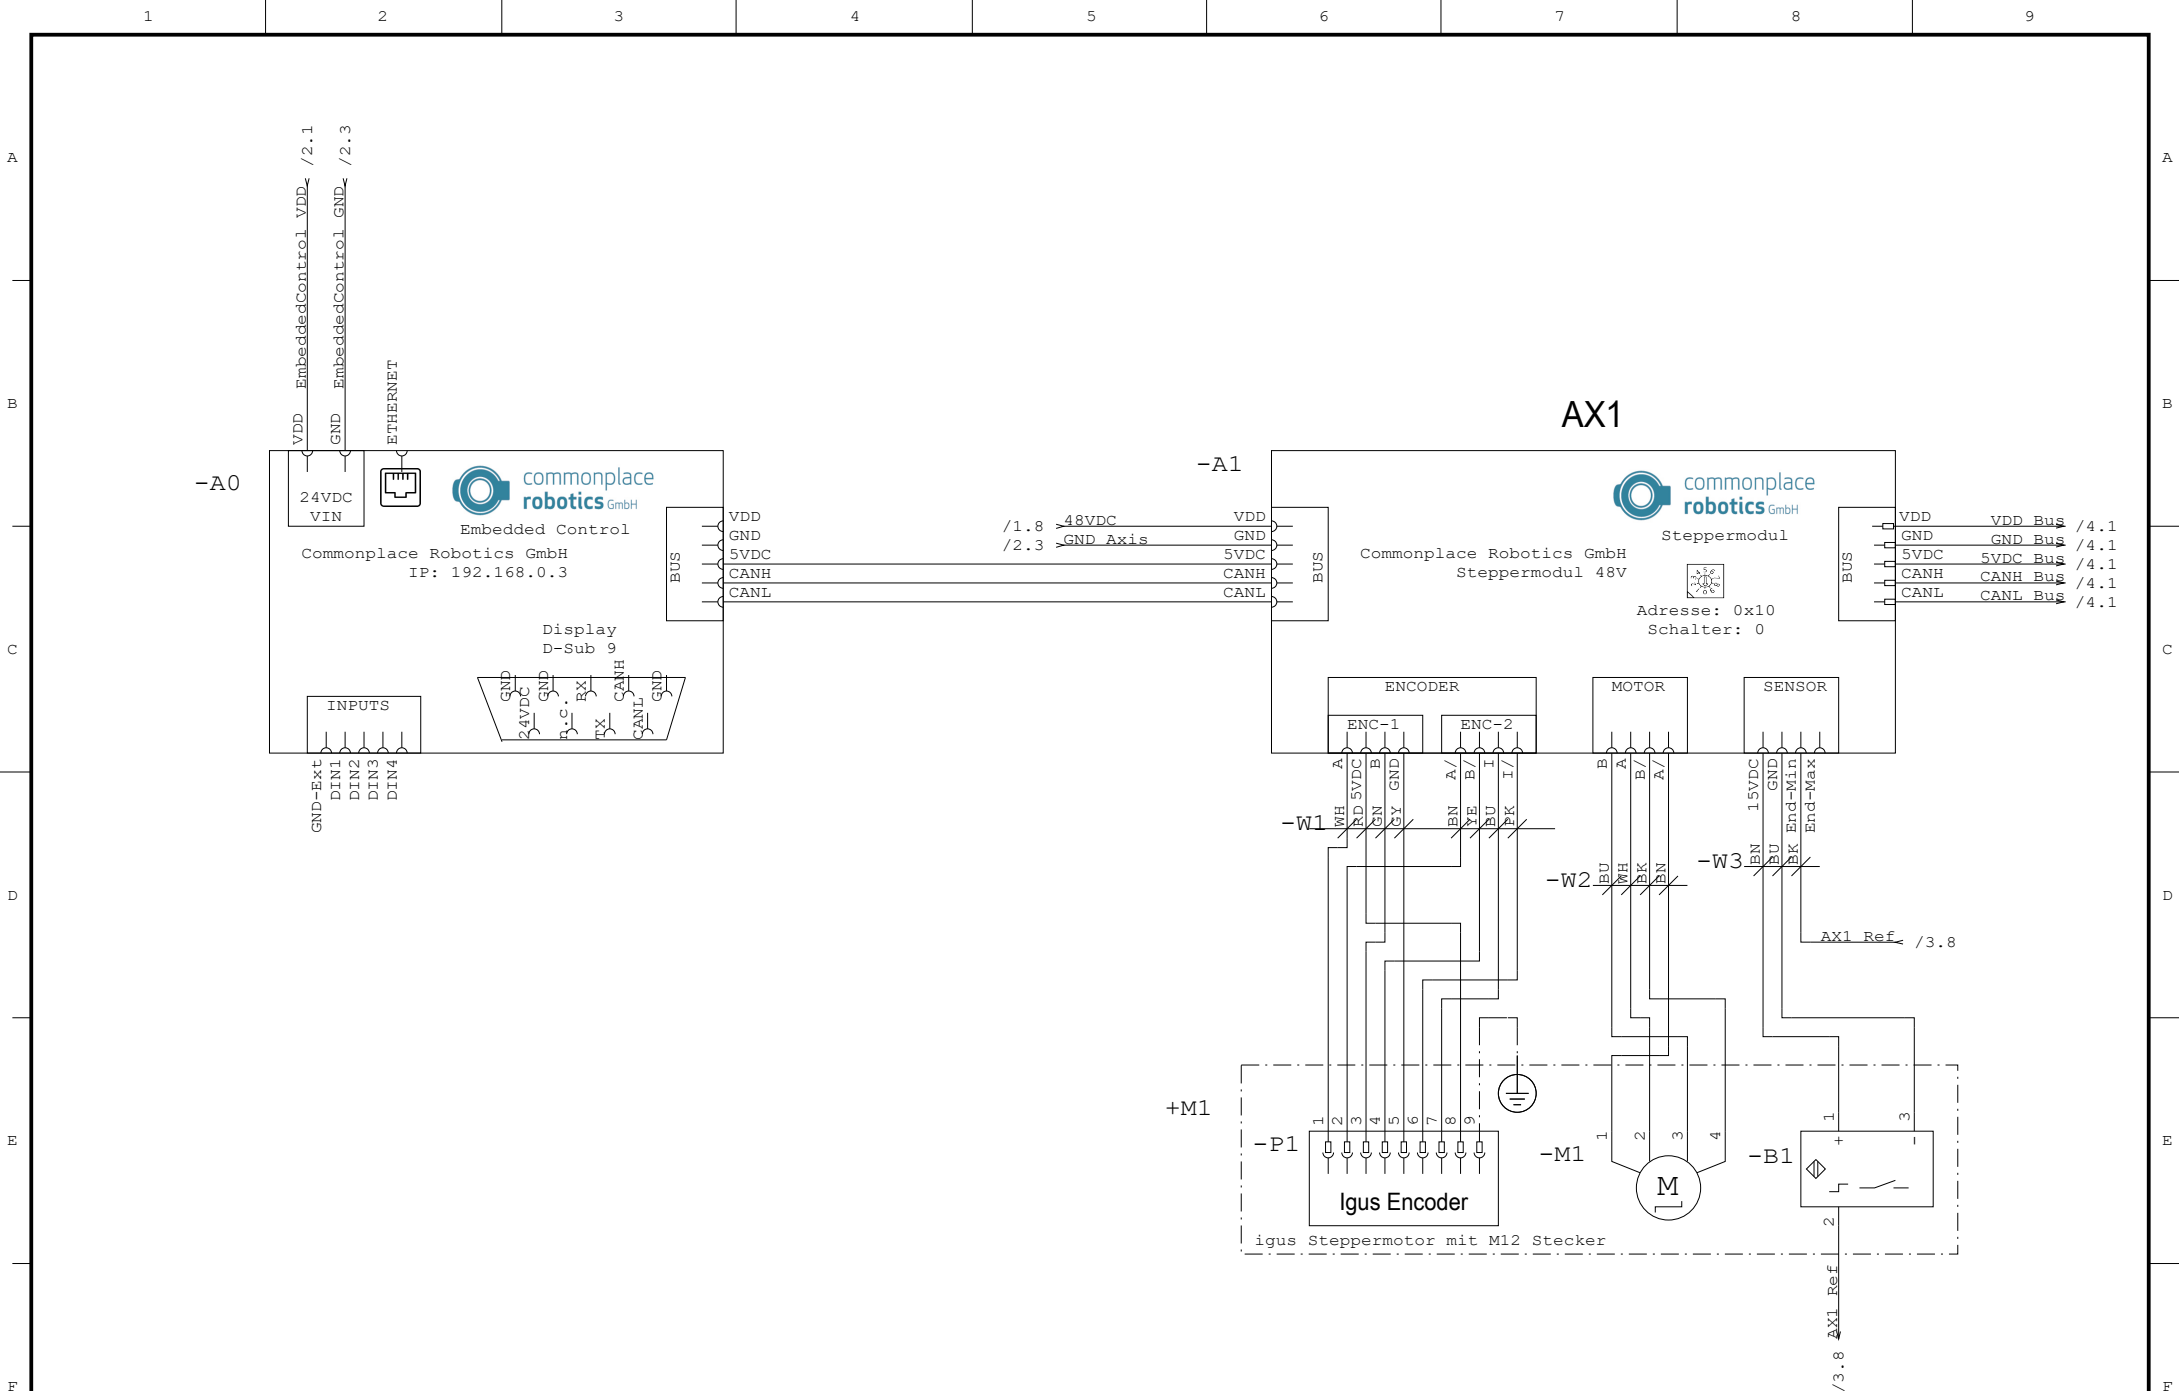 1 2 3 4 5 6 7 8 9
A A
B B
C C
D D
E E
F F
/2.1 /2.3
EmbeddedControl VDD
EmbeddedControl GND
VDD GND ETHERNET
-A0
24VDC
VIN
commonplace
robotics GmbH
Embedded Control
Commonplace Robotics GmbH
IP: 192.168.0.3
BUS
VDD
GND
5VDC
CANH
CANL
Display
D-Sub 9
GND GND RX CANH GND
24VDC n.c. TX CANL
INPUTS
GND-Ext
DIN1
DIN2
DIN3
DIN4
/1.8 48VDC
/2.3 GND Axis
AX1
-A1
VDD
GND
5VDC
CANH
CANL
BUS
commonplace
robotics GmbH
Steppermodul
Commonplace Robotics GmbH
Steppermodul 48V
Adresse: 0x10
Schalter: 0
BUS
VDD VDD Bus /4.1
GND GND Bus /4.1
5VDC 5VDC Bus /4.1
CANH CANH Bus /4.1
CANL CANL Bus /4.1
ENCODER MOTOR SENSOR
ENC-1 ENC-2
A 5VDC B GND A/ B/ I I/
B A B/ A/
15VDC GND End-Min End-Max
-W1 WH RD GN GY BN YE BU PK
-W2 BU WH BK BN
-W3 BN BU BK
AX1 Ref /3.8
+M1
-P1
1 2 3 4 5 6 7 8 9
Igus Encoder
-M1
1 2 3 4
M
-B1
1 3
+ -
2
igus Steppermotor mit M12 Stecker
AX1 Ref
/3.8